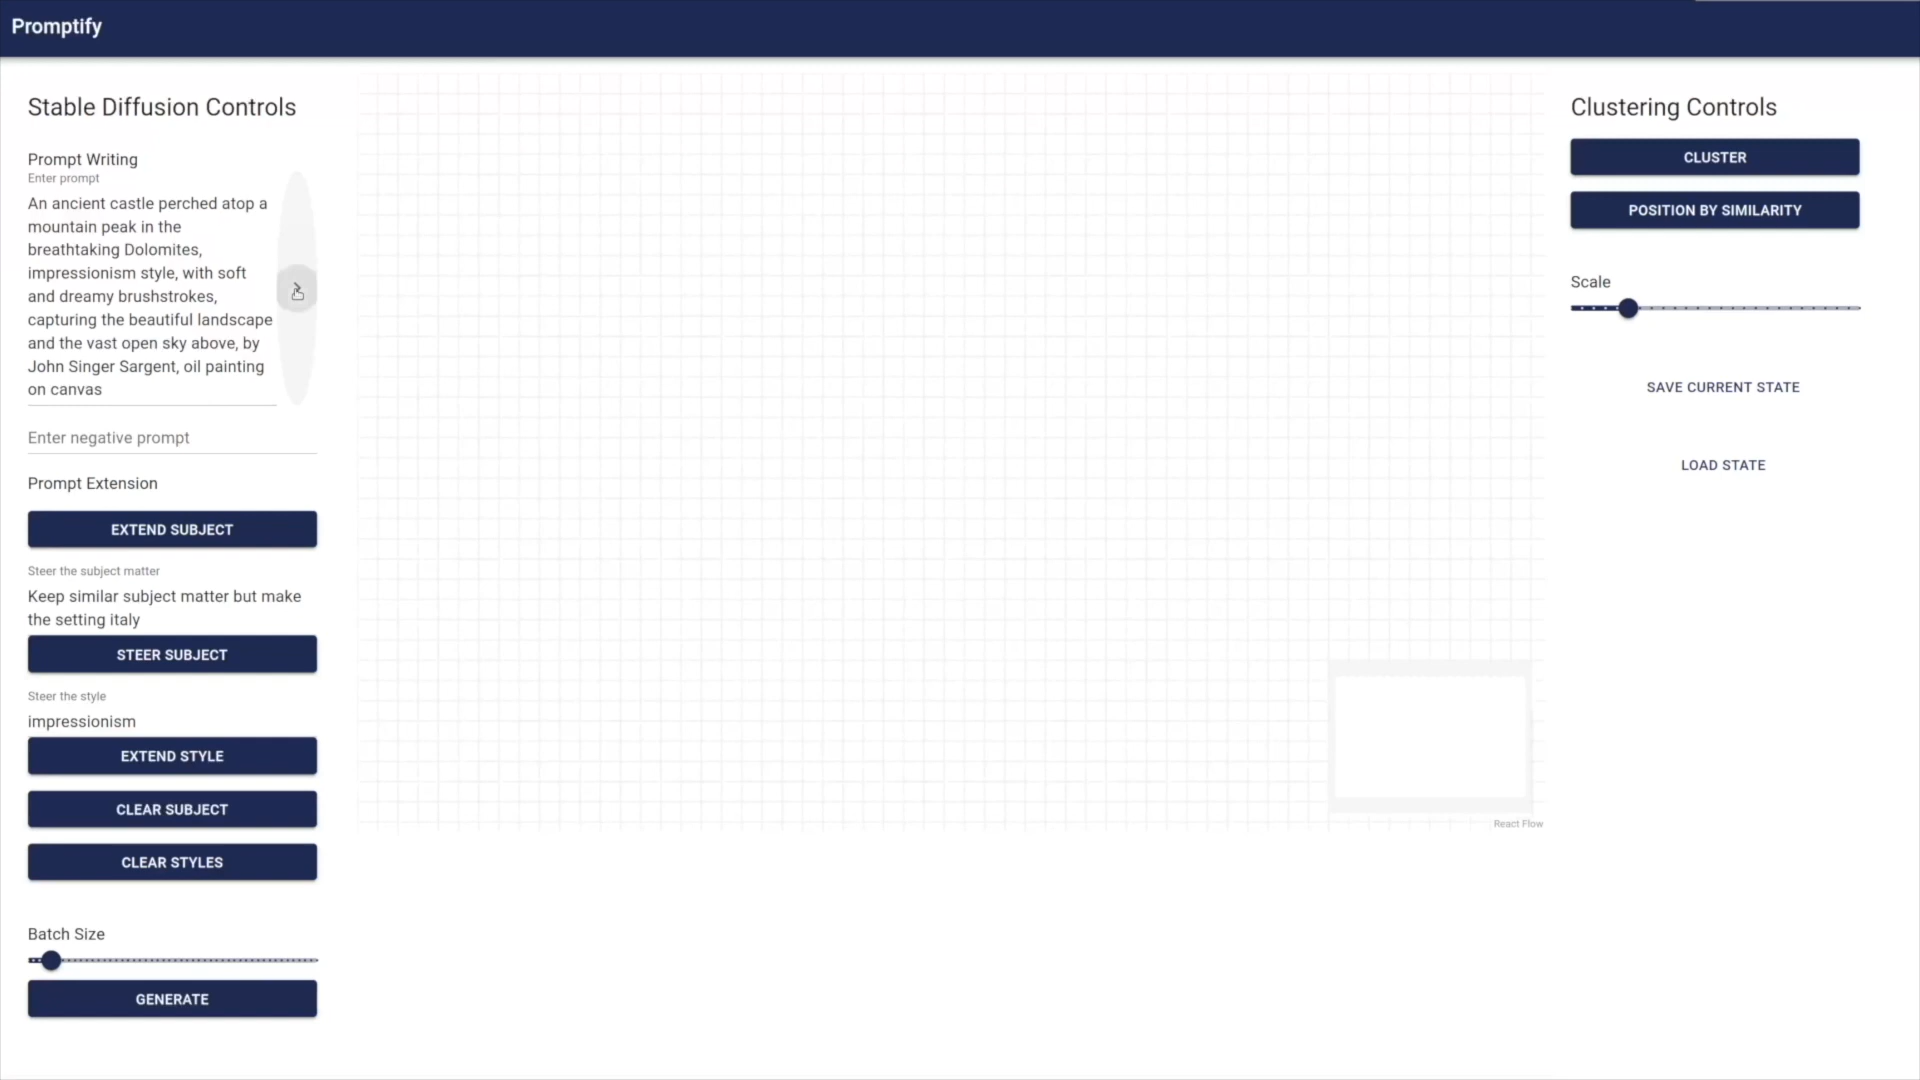 Promptify
Stable Diffusion Controls
Prompt Writing
Enter prompt
An ancient castle perched atop a
mountain peak in the
breathtaking Dolomites,
impressionism style, with soft
and dreamy brushstrokes,
capturing the beautiful landscape
and the vast open sky above, by
John Singer Sargent, oil painting
on canvas
Enter negative prompt
Prompt Extension
EXTEND SUBJECT
Steer the subject matter
Keep similar subject matter but make
the setting italy
STEER SUBJECT
Steer the style
impressionism
EXTEND STYLE
CLEAR SUBJECT
CLEAR STYLES
Batch Size
GENERATE
React Flow
Clustering Controls
CLUSTER
POSITION BY SIMILARITY
Scale
SAVE CURRENT STATE
LOAD STATE